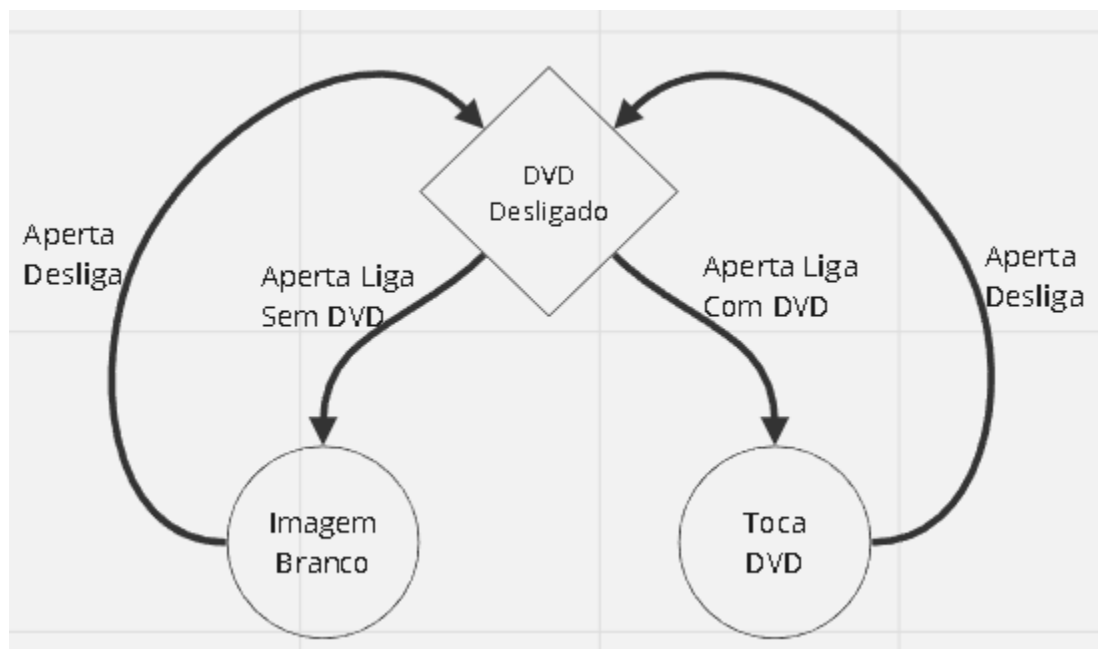 DVD
Desligado
Aperta
Desliga
Aperta Liga
Sem DVD
Aperta Liga
Com DVD
Aperta
Desliga
Imagem
Branco
Toca
DVD